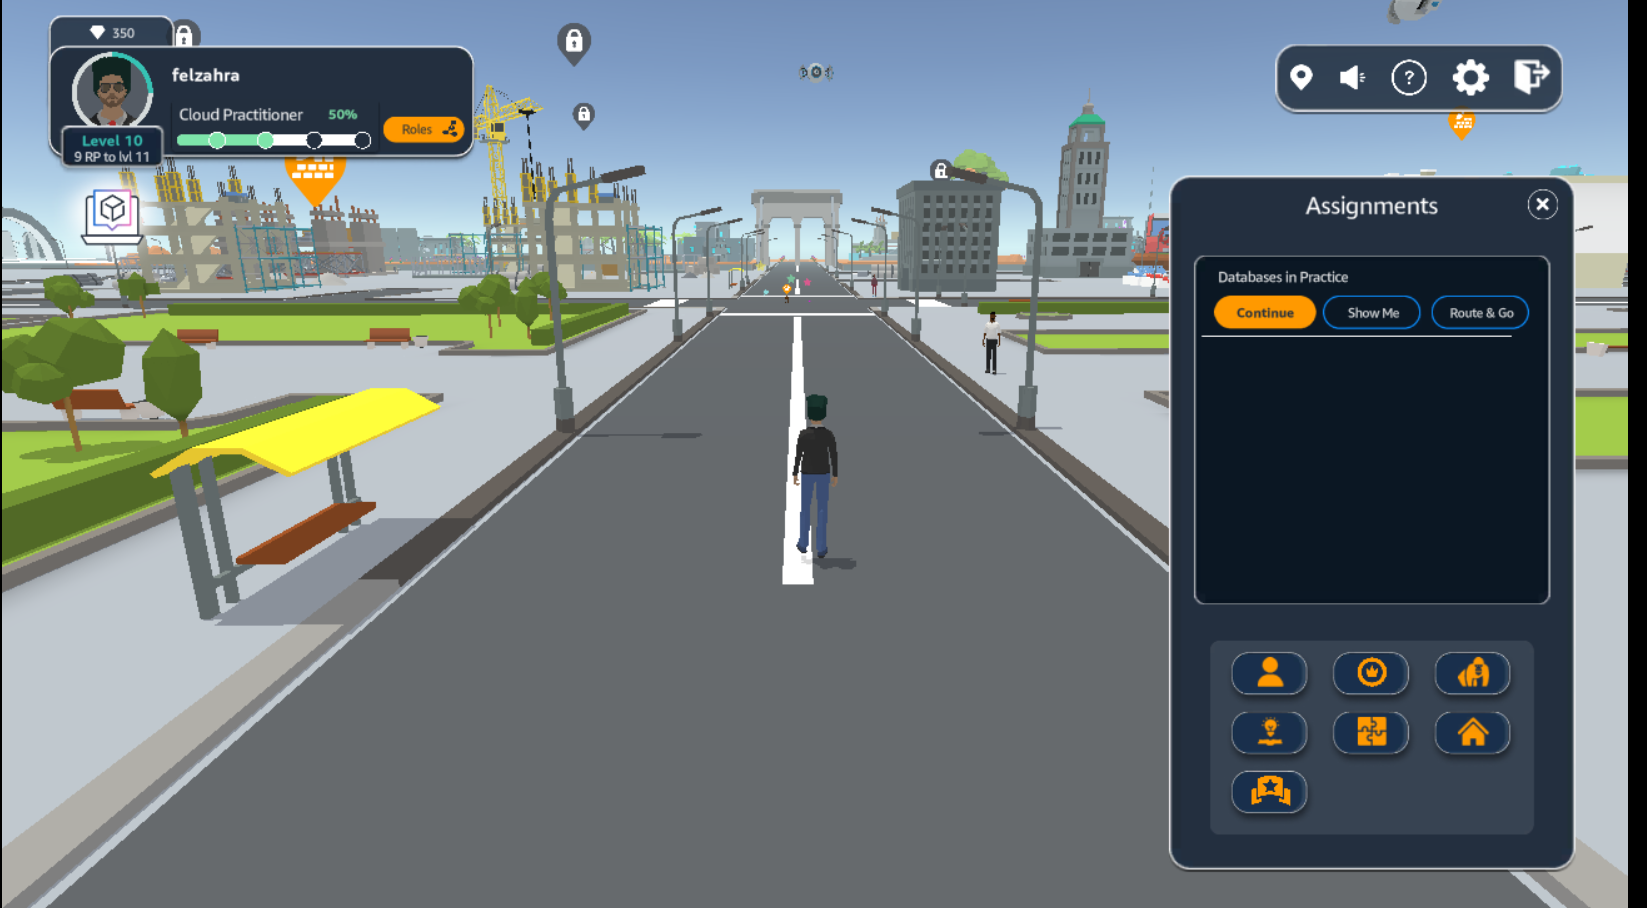 350
felzahra
Cloud Practitioner 50%
Roles
Level 10
9 RP to lvl 11
?
Assignments
Databases in Practice
Continue Show Me Route & Go